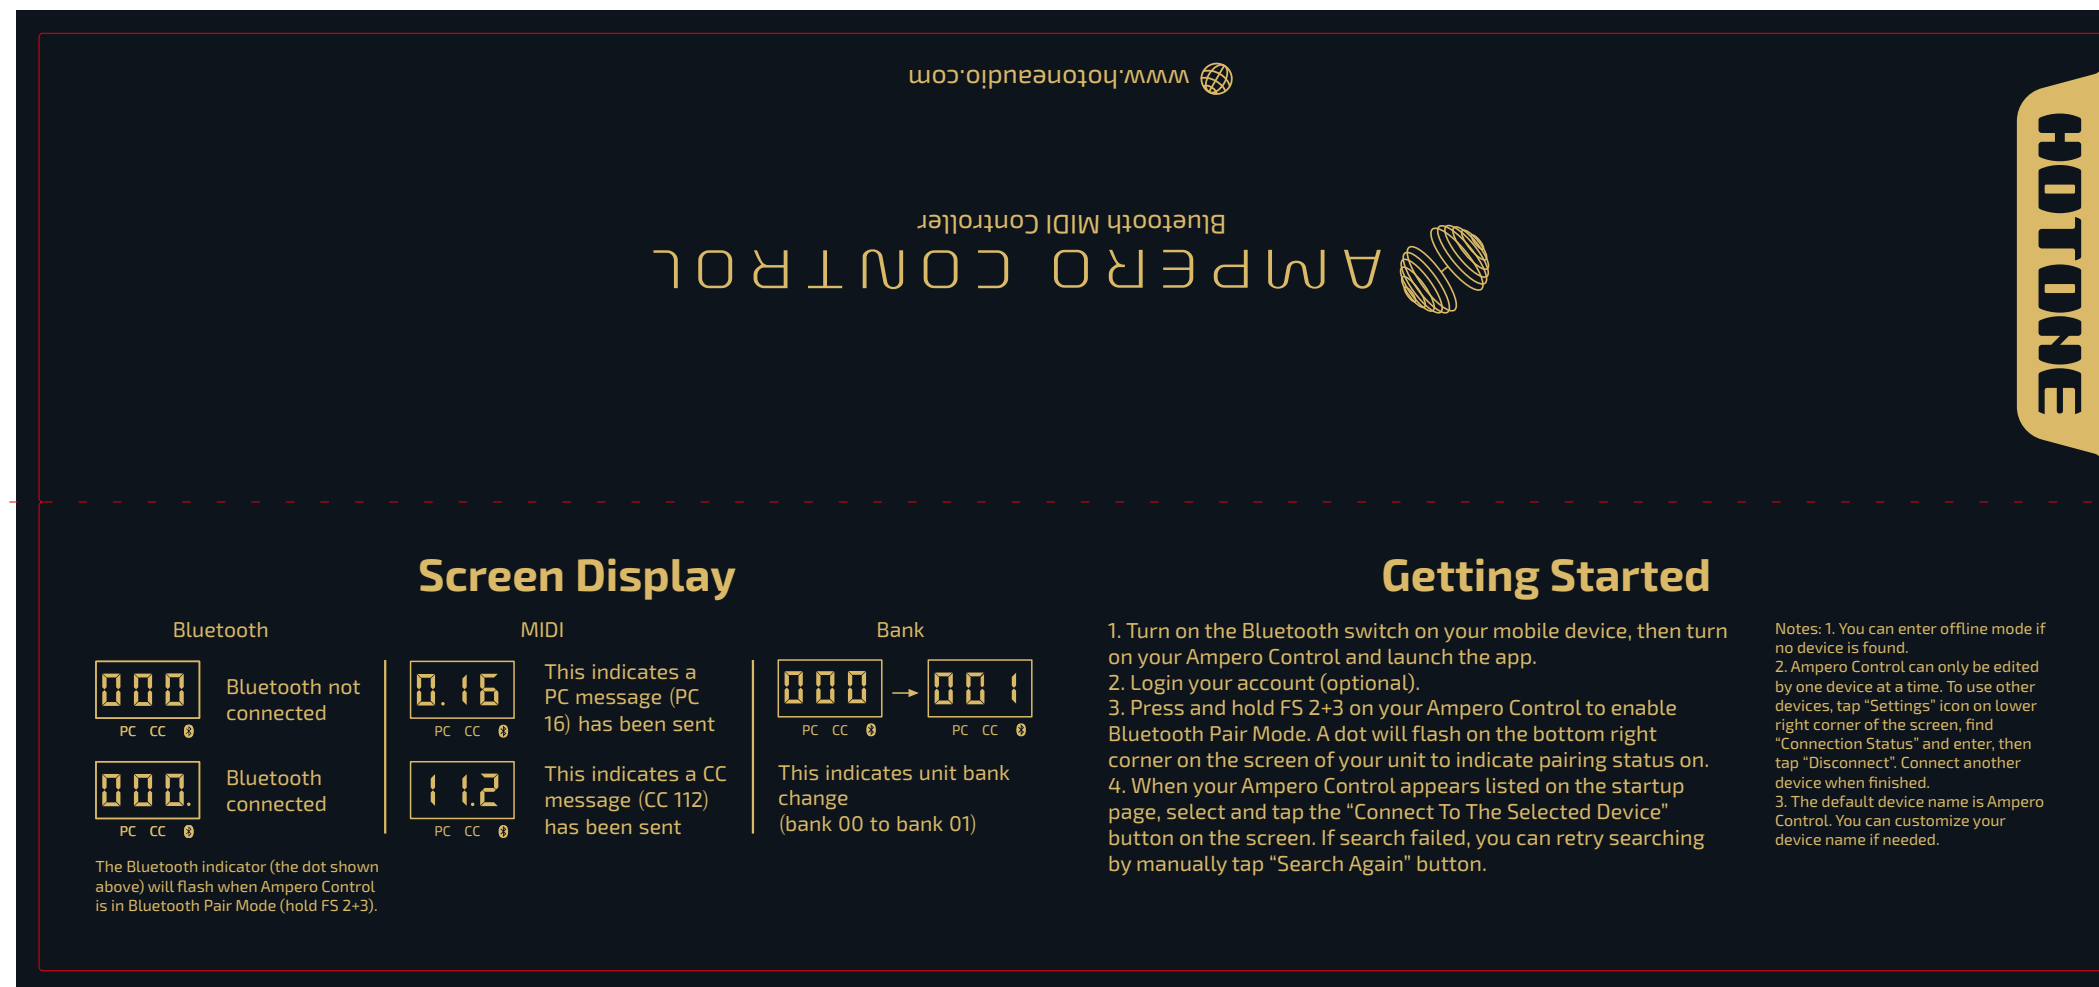 www.hotoneaudio.com
Bluetooth MIDI Controller
AMPERO CONTROL
HOTONE
Screen Display
Bluetooth
000
PC CC
Bluetooth not
connected
000.
PC CC
Bluetooth
connected
The Bluetooth indicator (the dot shown
above) will flash when Ampero Control
is in Bluetooth Pair Mode (hold FS 2+3).
MIDI
0.16
PC CC
This indicates a
PC message (PC
16) has been sent
11.2
PC CC
This indicates a CC
message (CC 112)
has been sent
Bank
000 → 001
PC CC PC CC
This indicates unit bank
change
(bank 00 to bank 01)
Getting Started
1. Turn on the Bluetooth switch on your mobile device, then turn
on your Ampero Control and launch the app.
2. Login your account (optional).
3. Press and hold FS 2+3 on your Ampero Control to enable
Bluetooth Pair Mode. A dot will flash on the bottom right
corner on the screen of your unit to indicate pairing status on.
4. When your Ampero Control appears listed on the startup
page, select and tap the “Connect To The Selected Device”
button on the screen. If search failed, you can retry searching
by manually tap “Search Again” button.
Notes: 1. You can enter offline mode if
no device is found.
2. Ampero Control can only be edited
by one device at a time. To use other
devices, tap “Settings” icon on lower
right corner of the screen, find
“Connection Status” and enter, then
tap “Disconnect”. Connect another
device when finished.
3. The default device name is Ampero
Control. You can customize your
device name if needed.